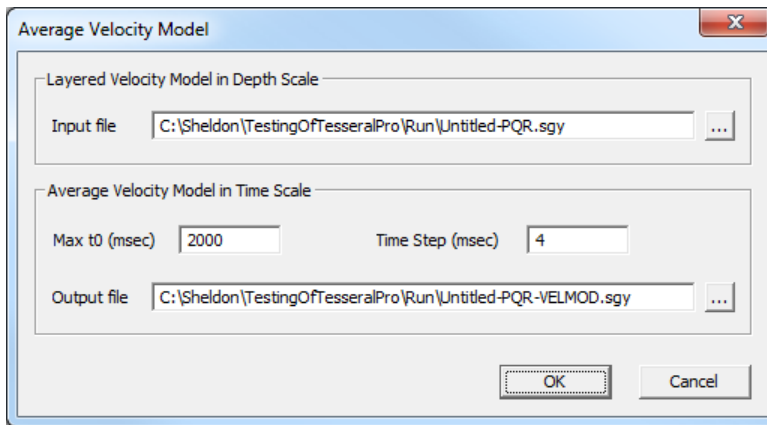 Average Velocity Model
Layered Velocity Model in Depth Scale
Input file C:\Sheldon\TestingOfTesseralPro\Run\Untitled-PQR.sgy ...
Average Velocity Model in Time Scale
Max t0 (msec) 2000 Time Step (msec) 4
Output file C:\Sheldon\TestingOfTesseralPro\Run\Untitled-PQR-VELMOD.sgy ...
OK Cancel